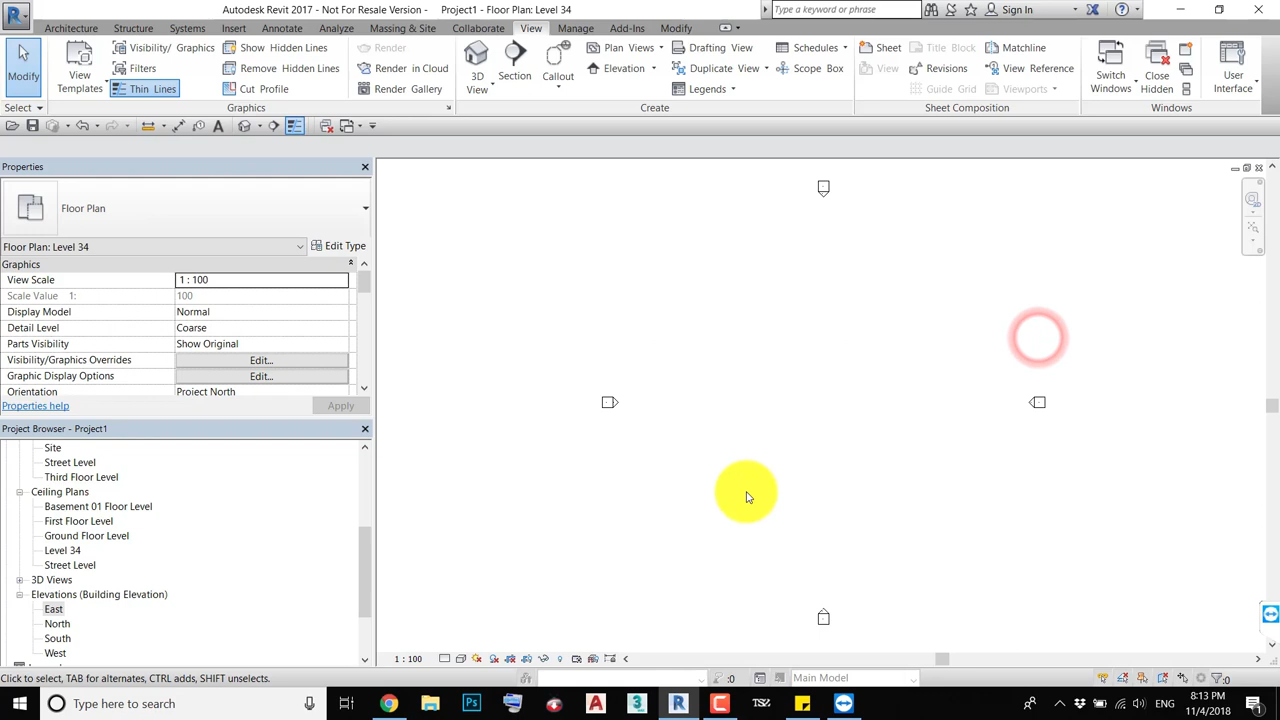 Autodesk Revit 2017 - Not For Resale Version - Project1 - Floor Plan: Level 34
Type a keyword or phrase
Sign In
Architecture Structure Systems Insert Annotate Analyze Massing & Site Collaborate View Manage Add-Ins Modify
Modify
View Templates
Visibility/ Graphics
Filters
Thin Lines
Show Hidden Lines
Remove Hidden Lines
Cut Profile
Render
Render in Cloud
Render Gallery
3D View
Section
Callout
Plan Views
Elevation
Drafting View
Duplicate View
Legends
Schedules
Scope Box
Sheet
View
Title Block
Revisions
Guide Grid
Matchline
View Reference
Viewports
Switch Windows
Close Hidden
User Interface
Select Graphics Create Sheet Composition Windows
Properties
Floor Plan
Floor Plan: Level 34
Edit Type
Graphics
View Scale 1 : 100
Scale Value 1: 100
Display Model Normal
Detail Level Coarse
Parts Visibility Show Original
Visibility/Graphics Overrides Edit...
Graphic Display Options Edit...
Orientation Project North
Properties help Apply
Project Browser - Project1
Site
Street Level
Third Floor Level
Ceiling Plans
Basement 01 Floor Level
First Floor Level
Ground Floor Level
Level 34
Street Level
3D Views
Elevations (Building Elevation)
East
North
South
West
1 : 100
Click to select, TAB for alternates, CTRL adds, SHIFT unselects.
:0
Main Model
:0
Type here to search
ENG
8:13 PM
11/4/2018